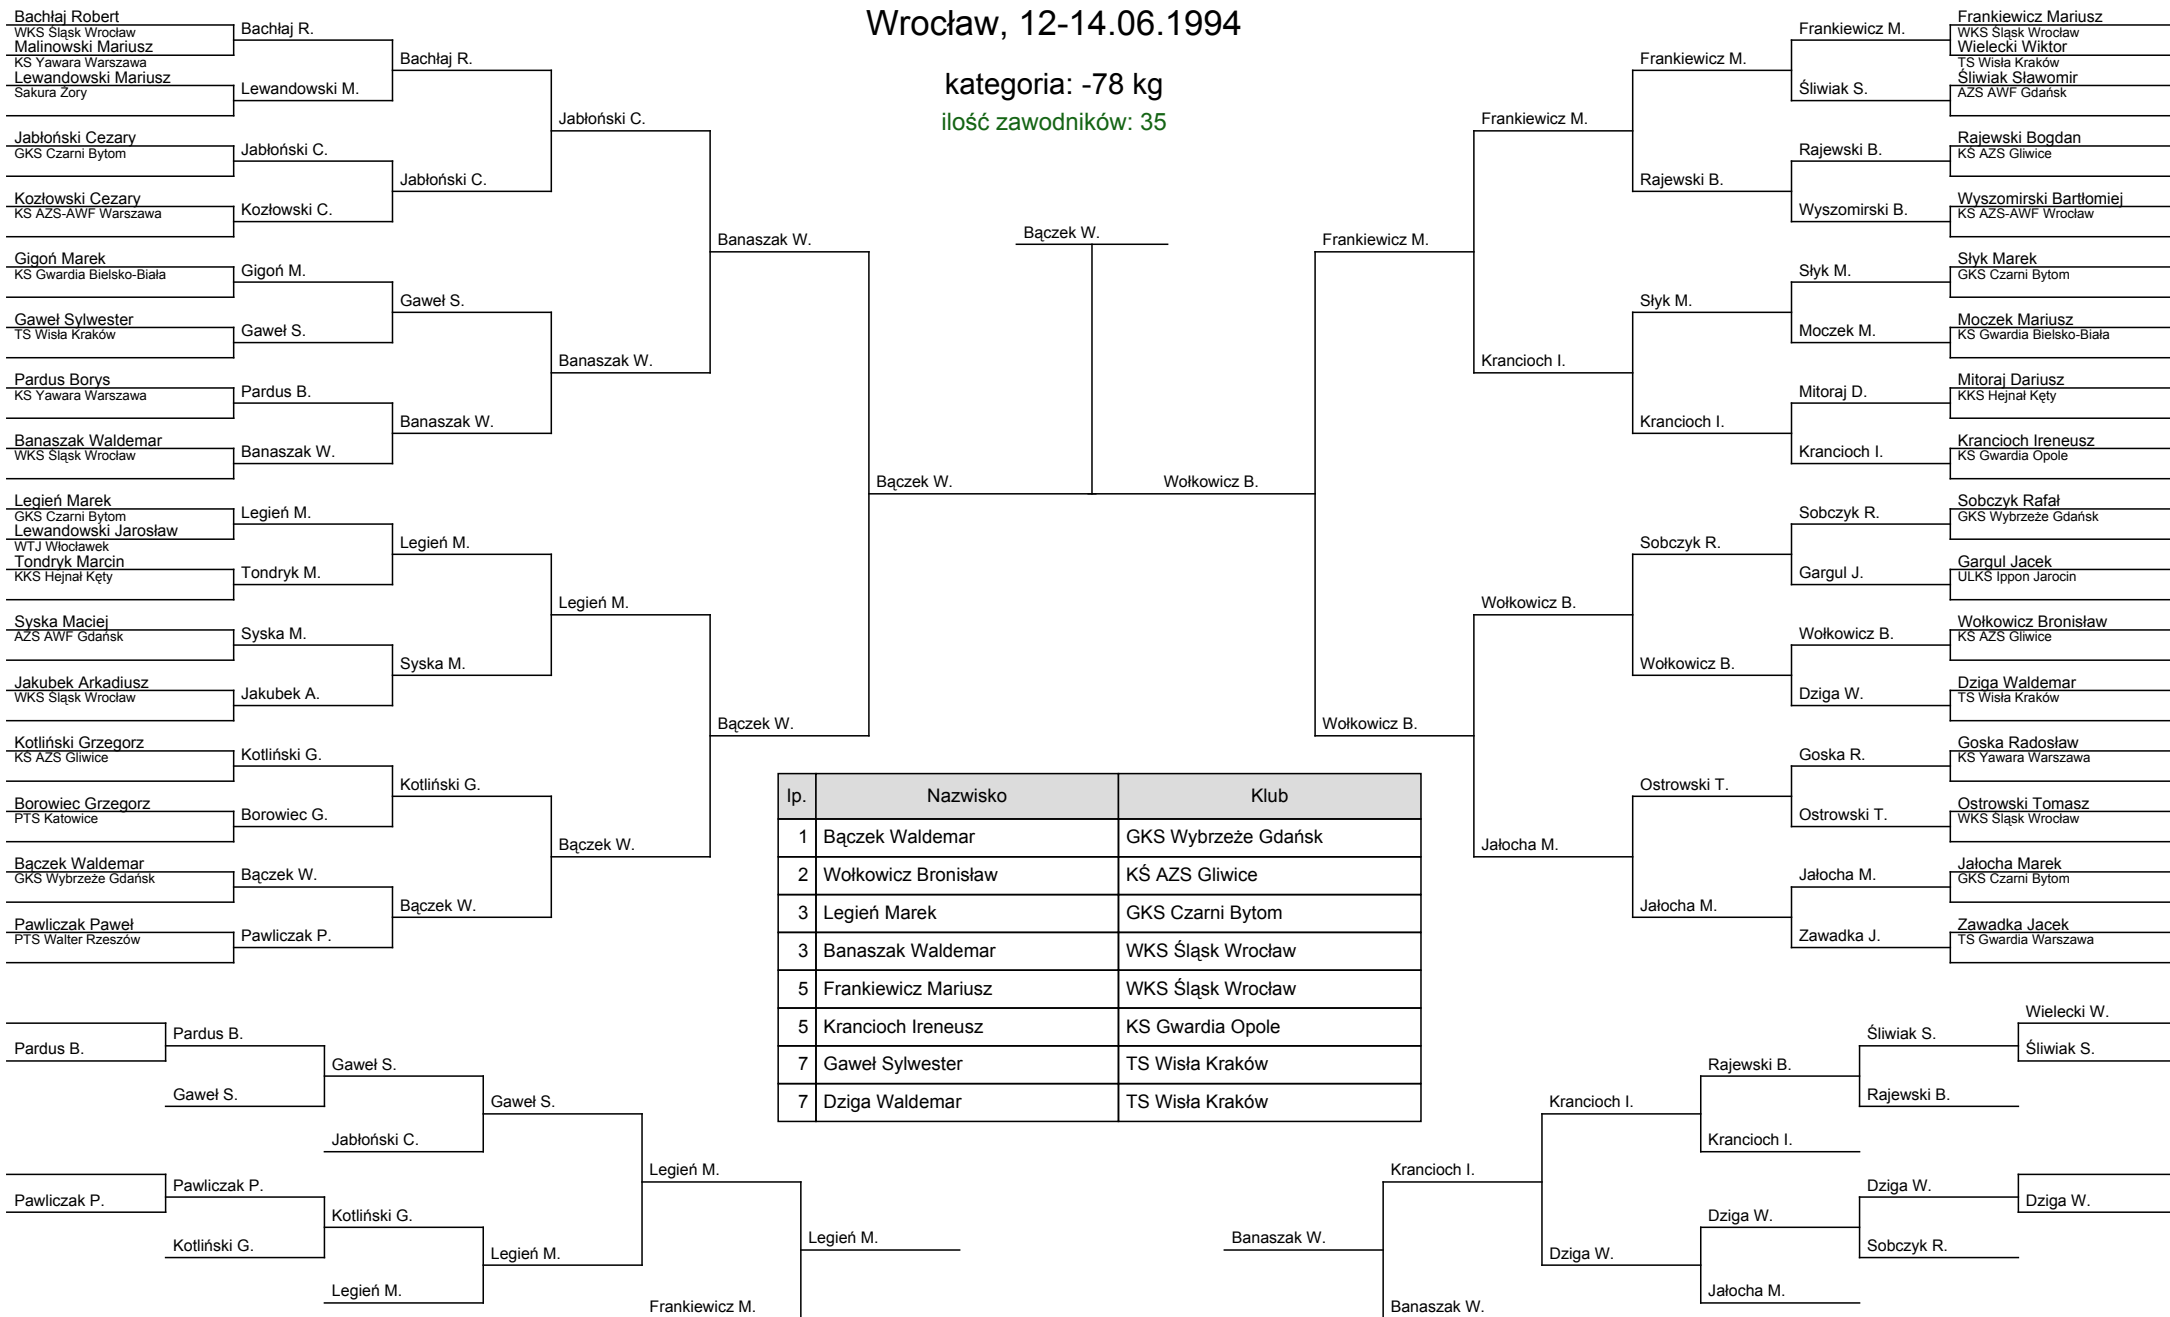 Wrocław, 12-14.06.1994
kategoria: -78 kg
ilość zawodników: 35
Bachłaj Robert
WKS Śląsk Wrocław
Malinowski Mariusz
KS Yawara Warszawa
Lewandowski Mariusz
Sakura Żory
Jabłoński Cezary
GKS Czarni Bytom
Kozłowski Cezary
KS AZS-AWF Warszawa
Gigoń Marek
KS Gwardia Bielsko-Biała
Gaweł Sylwester
TS Wisła Kraków
Pardus Borys
KS Yawara Warszawa
Banaszak Waldemar
WKS Śląsk Wrocław
Legień Marek
GKS Czarni Bytom
Lewandowski Jarosław
WTJ Włocławek
Tondryk Marcin
KKS Hejnał Kęty
Syska Maciej
AZS AWF Gdańsk
Jakubek Arkadiusz
WKS Śląsk Wrocław
Kotliński Grzegorz
KŚ AZS Gliwice
Borowiec Grzegorz
PTS Katowice
Bączek Waldemar
GKS Wybrzeże Gdańsk
Pawliczak Paweł
PTS Walter Rzeszów
Bachłaj R.
Lewandowski M.
Jabłoński C.
Kozłowski C.
Gigoń M.
Gaweł S.
Pardus B.
Banaszak W.
Legień M.
Tondryk M.
Syska M.
Jakubek A.
Kotliński G.
Borowiec G.
Bączek W.
Pawliczak P.
Bachłaj R.
Jabłoński C.
Gaweł S.
Banaszak W.
Legień M.
Syska M.
Kotliński G.
Bączek W.
Jabłoński C.
Banaszak W.
Legień M.
Bączek W.
Banaszak W.
Bączek W.
Bączek W.
Bączek W.
Wołkowicz B.
Frankiewicz M.
Wołkowicz B.
Frankiewicz M.
Krancioch I.
Wołkowicz B.
Jałocha M.
Frankiewicz M.
Rajewski B.
Słyk M.
Krancioch I.
Sobczyk R.
Wołkowicz B.
Ostrowski T.
Jałocha M.
Frankiewicz M.
Śliwiak S.
Rajewski B.
Wyszomirski B.
Słyk M.
Moczek M.
Mitoraj D.
Krancioch I.
Sobczyk R.
Gargul J.
Wołkowicz B.
Dziga W.
Goska R.
Ostrowski T.
Jałocha M.
Zawadka J.
Frankiewicz Mariusz
WKS Śląsk Wrocław
Wielecki Wiktor
TS Wisła Kraków
Śliwiak Sławomir
AZS AWF Gdańsk
Rajewski Bogdan
KŚ AZS Gliwice
Wyszomirski Bartłomiej
KS AZS-AWF Wrocław
Słyk Marek
GKS Czarni Bytom
Moczek Mariusz
KS Gwardia Bielsko-Biała
Mitoraj Dariusz
KKS Hejnał Kęty
Krancioch Ireneusz
KS Gwardia Opole
Sobczyk Rafał
GKS Wybrzeże Gdańsk
Gargul Jacek
ULKS Ippon Jarocin
Wołkowicz Bronisław
KŚ AZS Gliwice
Dziga Waldemar
TS Wisła Kraków
Goska Radosław
KS Yawara Warszawa
Ostrowski Tomasz
WKS Śląsk Wrocław
Jałocha Marek
GKS Czarni Bytom
Zawadka Jacek
TS Gwardia Warszawa
lp. Nazwisko Klub
1 Bączek Waldemar GKS Wybrzeże Gdańsk
2 Wołkowicz Bronisław KŚ AZS Gliwice
3 Legień Marek GKS Czarni Bytom
3 Banaszak Waldemar WKS Śląsk Wrocław
5 Frankiewicz Mariusz WKS Śląsk Wrocław
5 Krancioch Ireneusz KS Gwardia Opole
7 Gaweł Sylwester TS Wisła Kraków
7 Dziga Waldemar TS Wisła Kraków
Pardus B.
Pawliczak P.
Pardus B.
Gaweł S.
Pawliczak P.
Kotliński G.
Gaweł S.
Jabłoński C.
Kotliński G.
Legień M.
Gaweł S.
Legień M.
Legień M.
Frankiewicz M.
Legień M.
Banaszak W.
Krancioch I.
Banaszak W.
Krancioch I.
Dziga W.
Rajewski B.
Krancioch I.
Dziga W.
Jałocha M.
Śliwiak S.
Rajewski B.
Dziga W.
Sobczyk R.
Wielecki W.
Śliwiak S.
Dziga W.